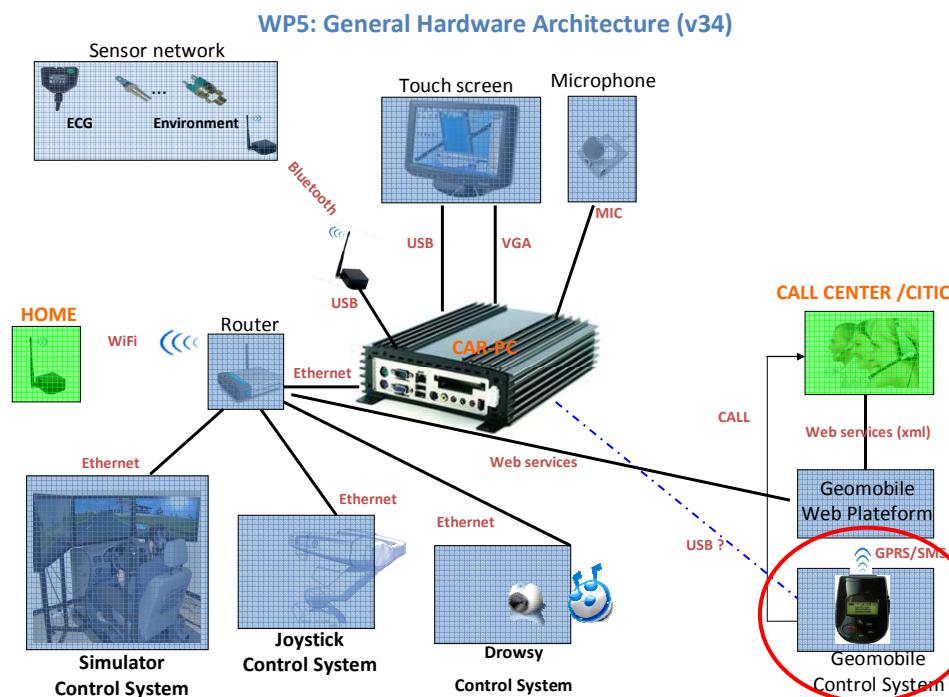 WP5: General Hardware Architecture (v34)
Sensor network
ECG
...
Environment
Touch screen
Microphone
Bluetooth
USB
USB
VGA
MIC
HOME
WiFi
Router
Ethernet
CAR-PC
CALL CENTER /CITIC
CALL
Web services (xml)
Web services
Geomobile
Web Plateform
USB ?
GPRS/SMS
Ethernet
Ethernet
Ethernet
Simulator
Control System
Joystick
Control System
Drowsy
Control System
Geomobile
Control System